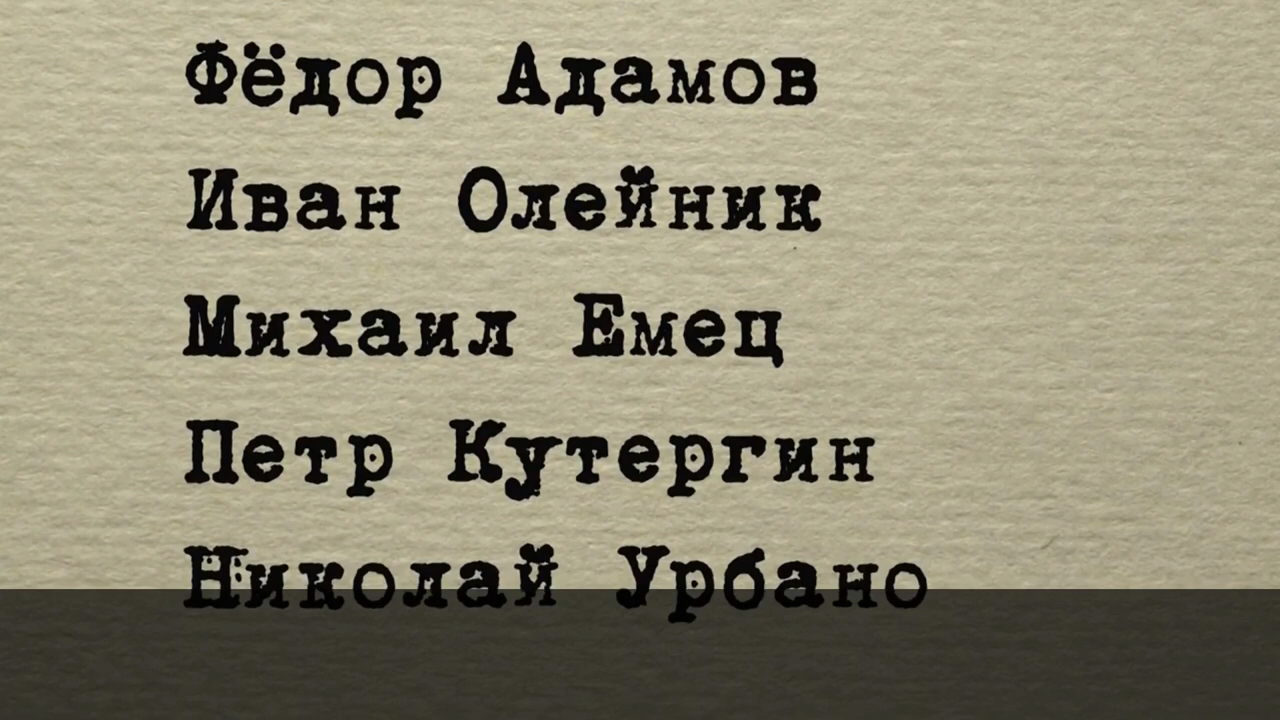 Фёдор Адамов
Иван Олейник
Михаил Емец
Петр Кутергин
Николай Урбано